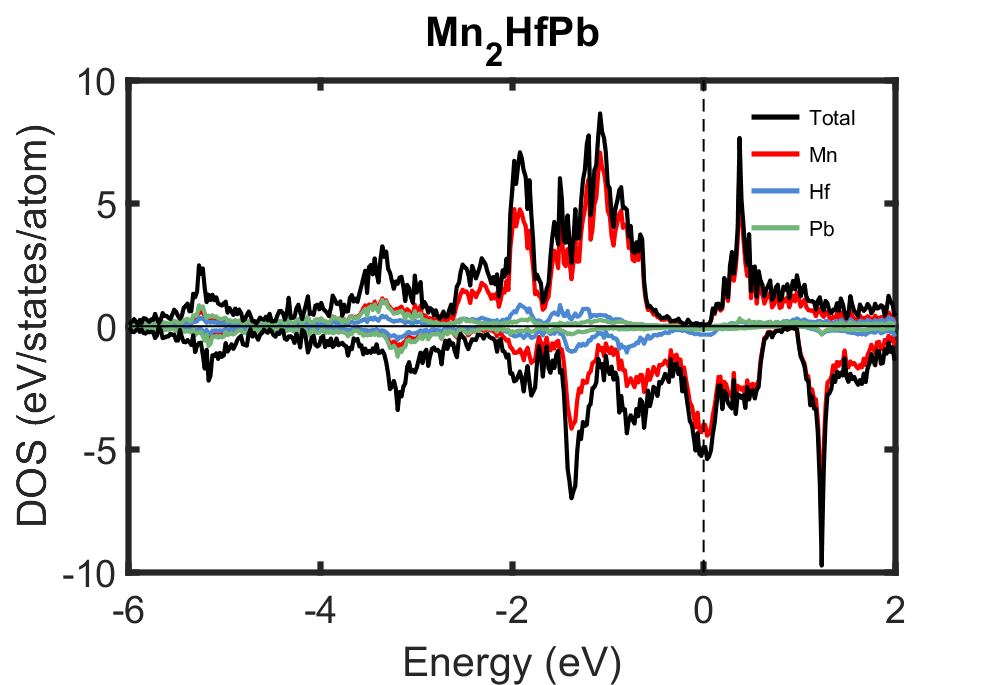 Mn2HfPb
DOS (eV/states/atom)
10
5
0
-5
-10
Total
Mn
Hf
Pb
-6 -4 -2 0 2
Energy (eV)